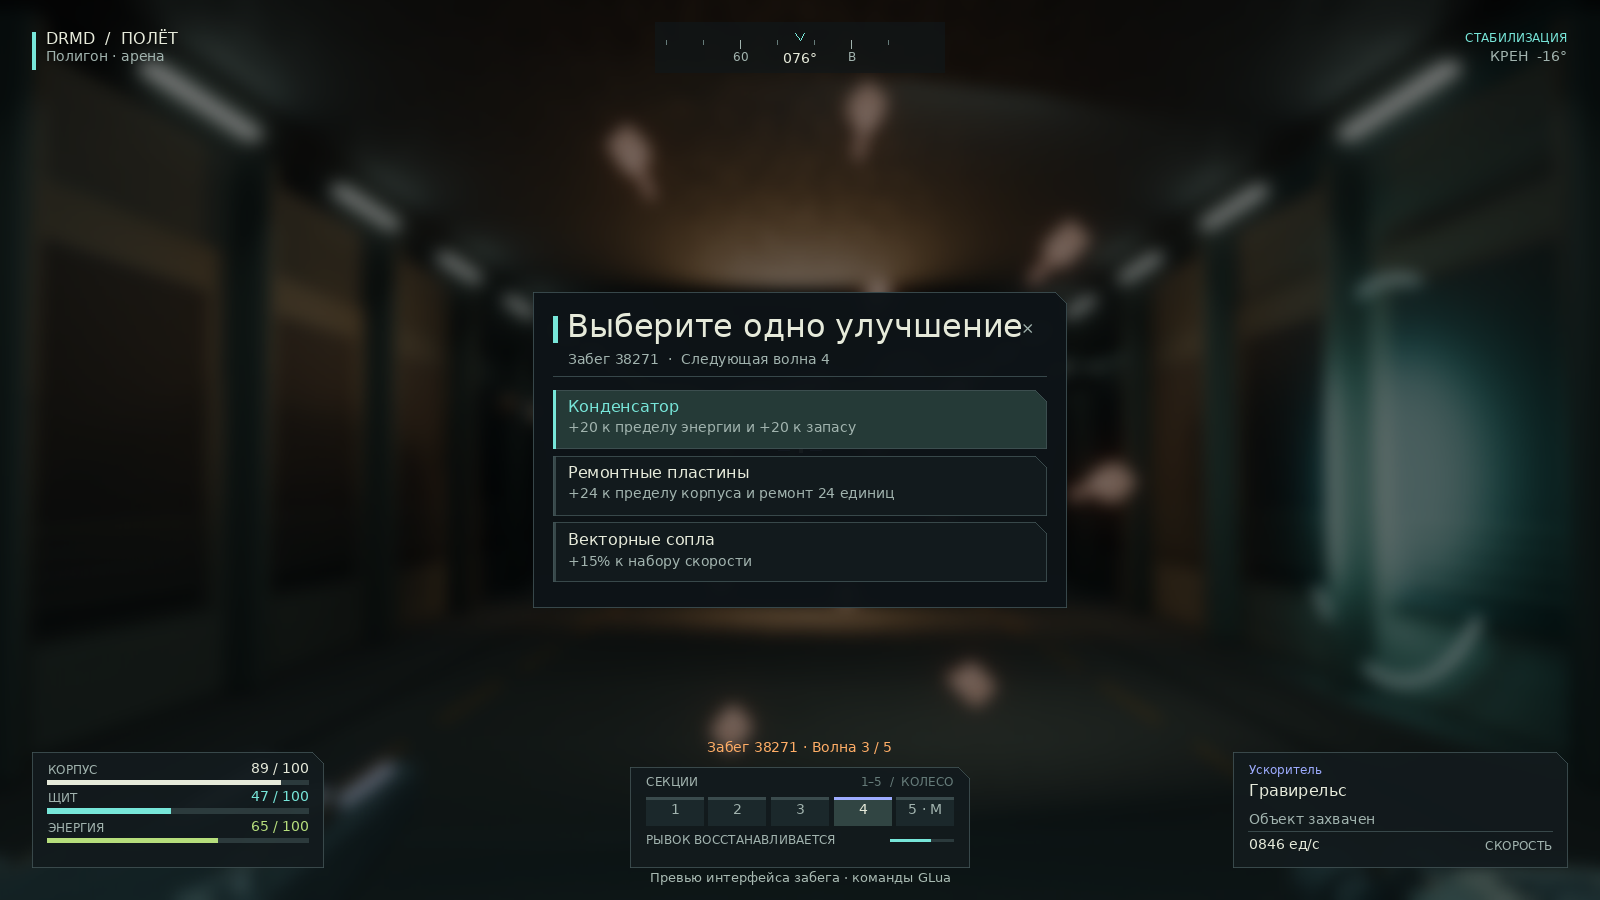 DRMD / ПОЛЁТ
Полигон · арена
60 076° В
СТАБИЛИЗАЦИЯ
КРЕН -16°
Выберите одно улучшение×
Забег 38271 · Следующая волна 4
Конденсатор
+20 к пределу энергии и +20 к запасу
Ремонтные пластины
+24 к пределу корпуса и ремонт 24 единиц
Векторные сопла
+15% к набору скорости
КОРПУС 89 / 100
ЩИТ 47 / 100
ЭНЕРГИЯ 65 / 100
Забег 38271 · Волна 3 / 5
СЕКЦИИ 1–5 / КОЛЕСО
1 2 3 4 5 · М
РЫВОК ВОССТАНАВЛИВАЕТСЯ
Превью интерфейса забега · команды GLua
Ускоритель
Гравирельс
Объект захвачен
0846 ед/с СКОРОСТЬ